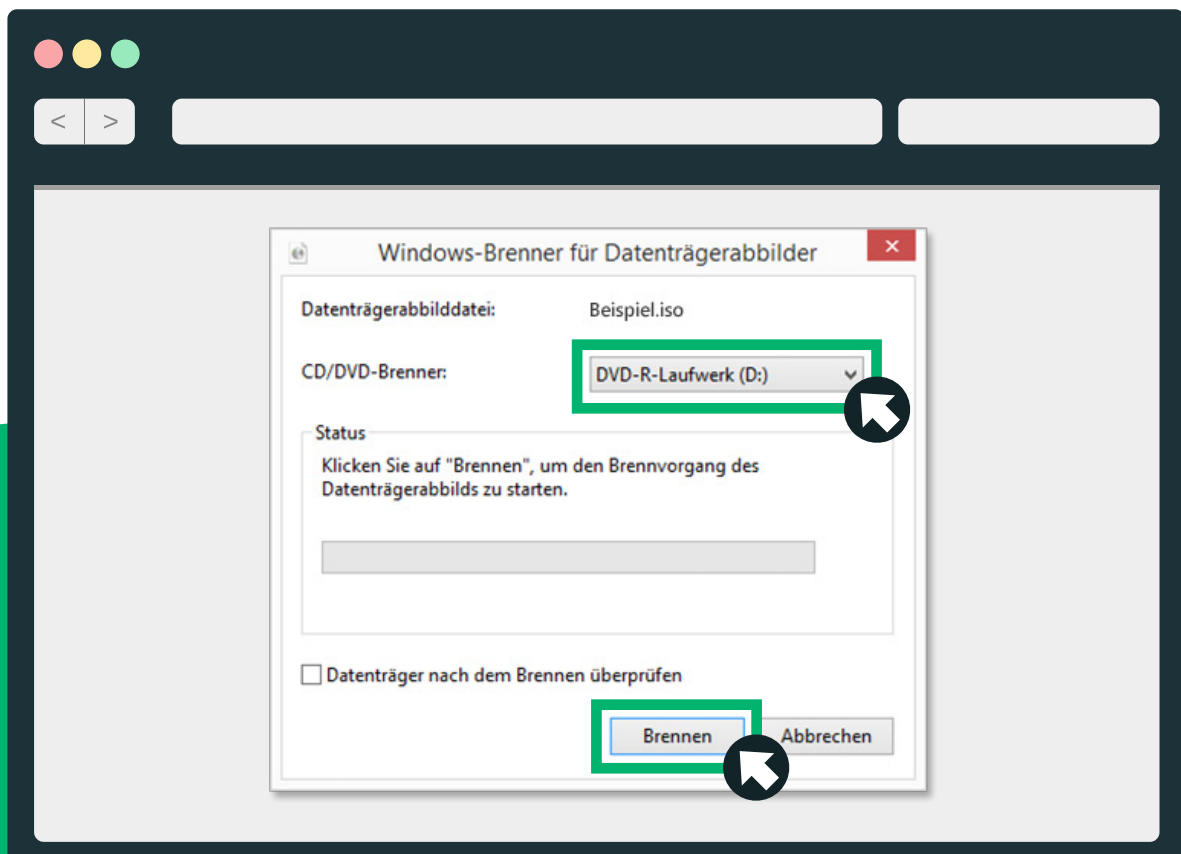 < >
Windows-Brenner für Datenträgerabbilder
Datenträgerabbilddatei: Beispiel.iso
CD/DVD-Brenner: DVD-R-Laufwerk (D:)
Status
Klicken Sie auf "Brennen", um den Brennvorgang des
Datenträgerabbilds zu starten.
Datenträger nach dem Brennen überprüfen
Brennen Abbrechen